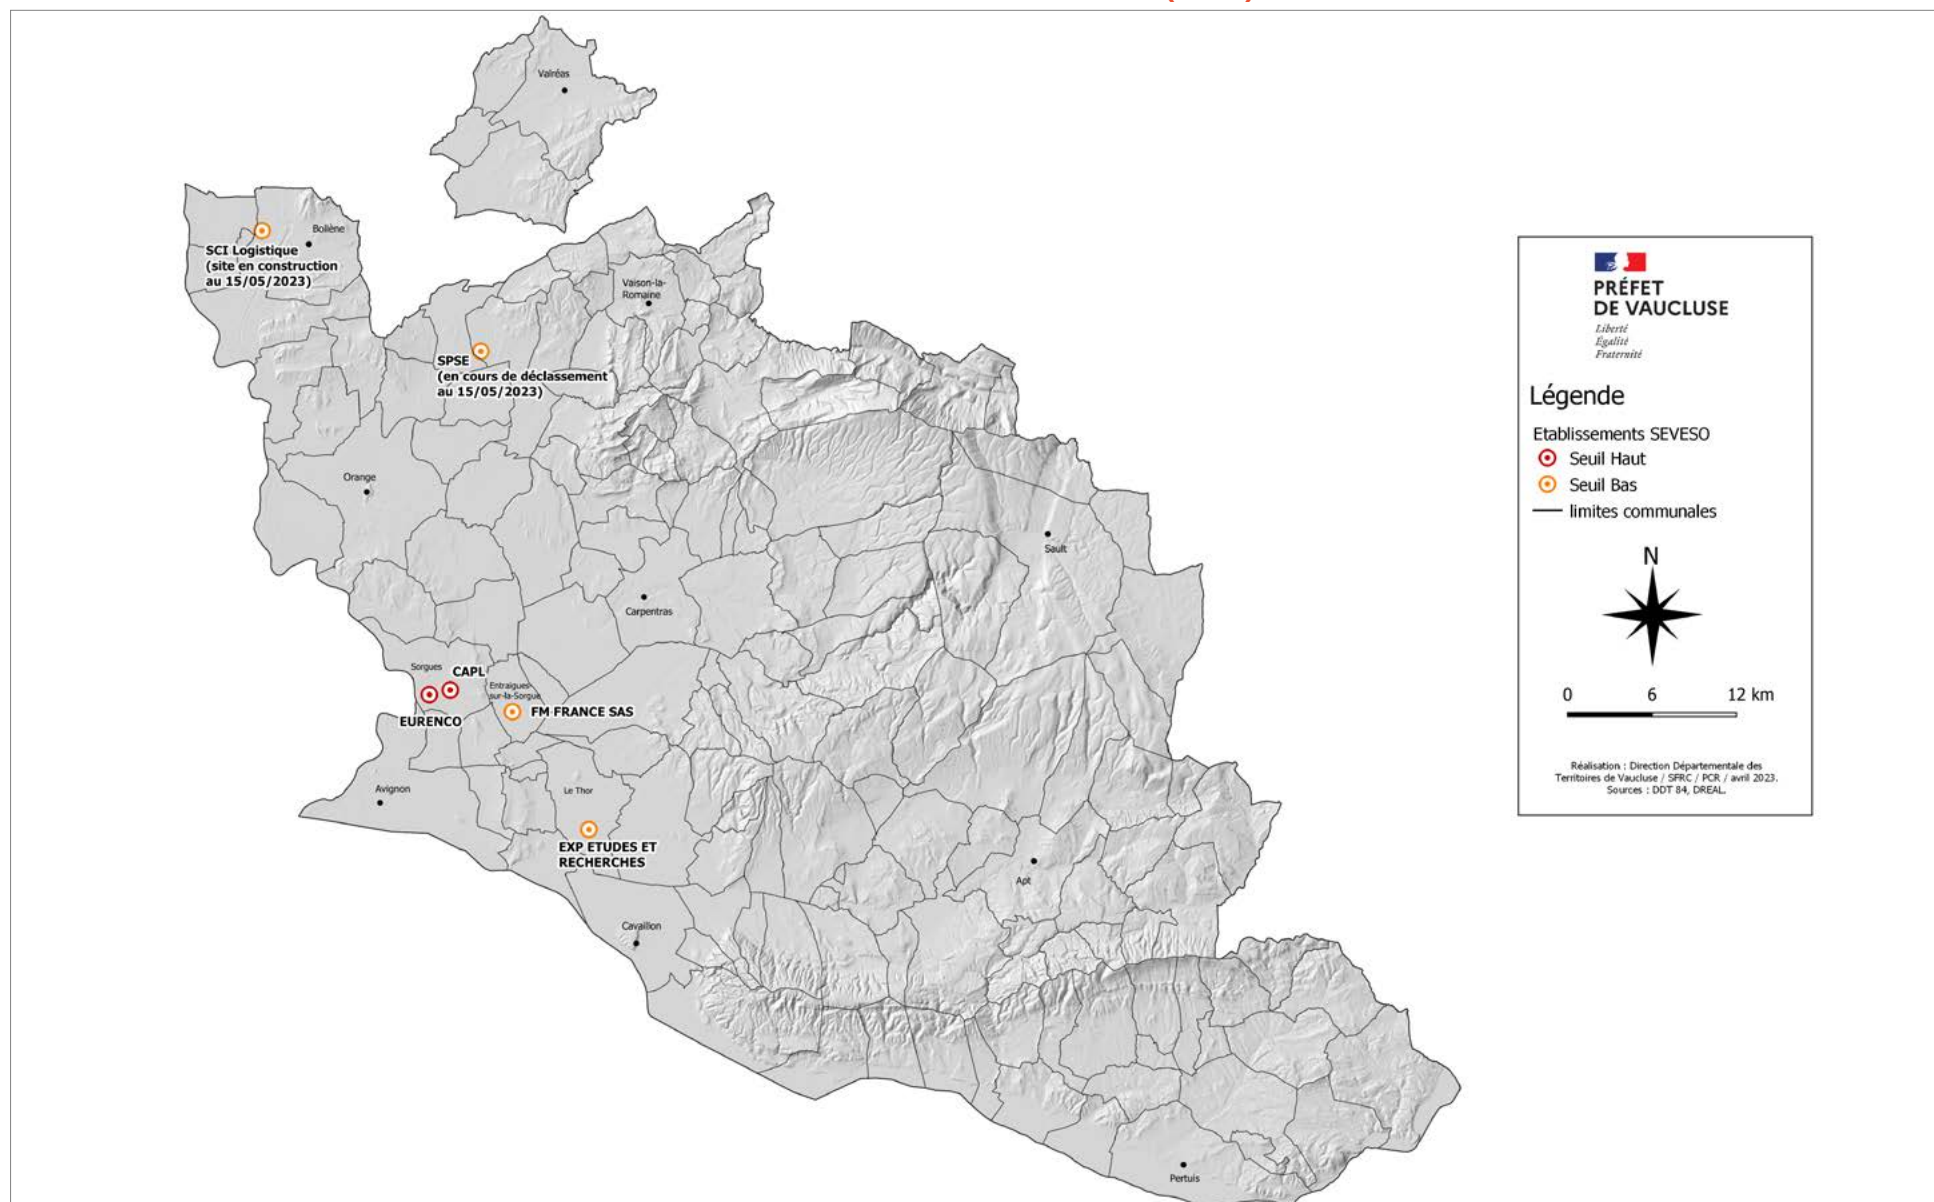 Valréas
Bollène
SCI Logistique
(site en construction
au 15/05/2023)
Vaison-la-
Romaine
SPSE
(en cours de déclassement
au 15/05/2023)
Orange
Sault
Carpentras
Sorgues
CAPL
Entraigues-
sur-la-Sorgue
EURENCO
FM FRANCE SAS
Avignon
Le Thor
EXP ETUDES ET
RECHERCHES
Apt
Cavaillon
Pertuis
PRÉFET
DE VAUCLUSE
Liberté
Égalité
Fraternité
Légende
Etablissements SEVESO
Seuil Haut
Seuil Bas
limites communales
N
0 6 12 km
Réalisation : Direction Départementale des
Territoires de Vaucluse / SFRC / PCR / avril 2023.
Sources : DDT 84, DREAL.